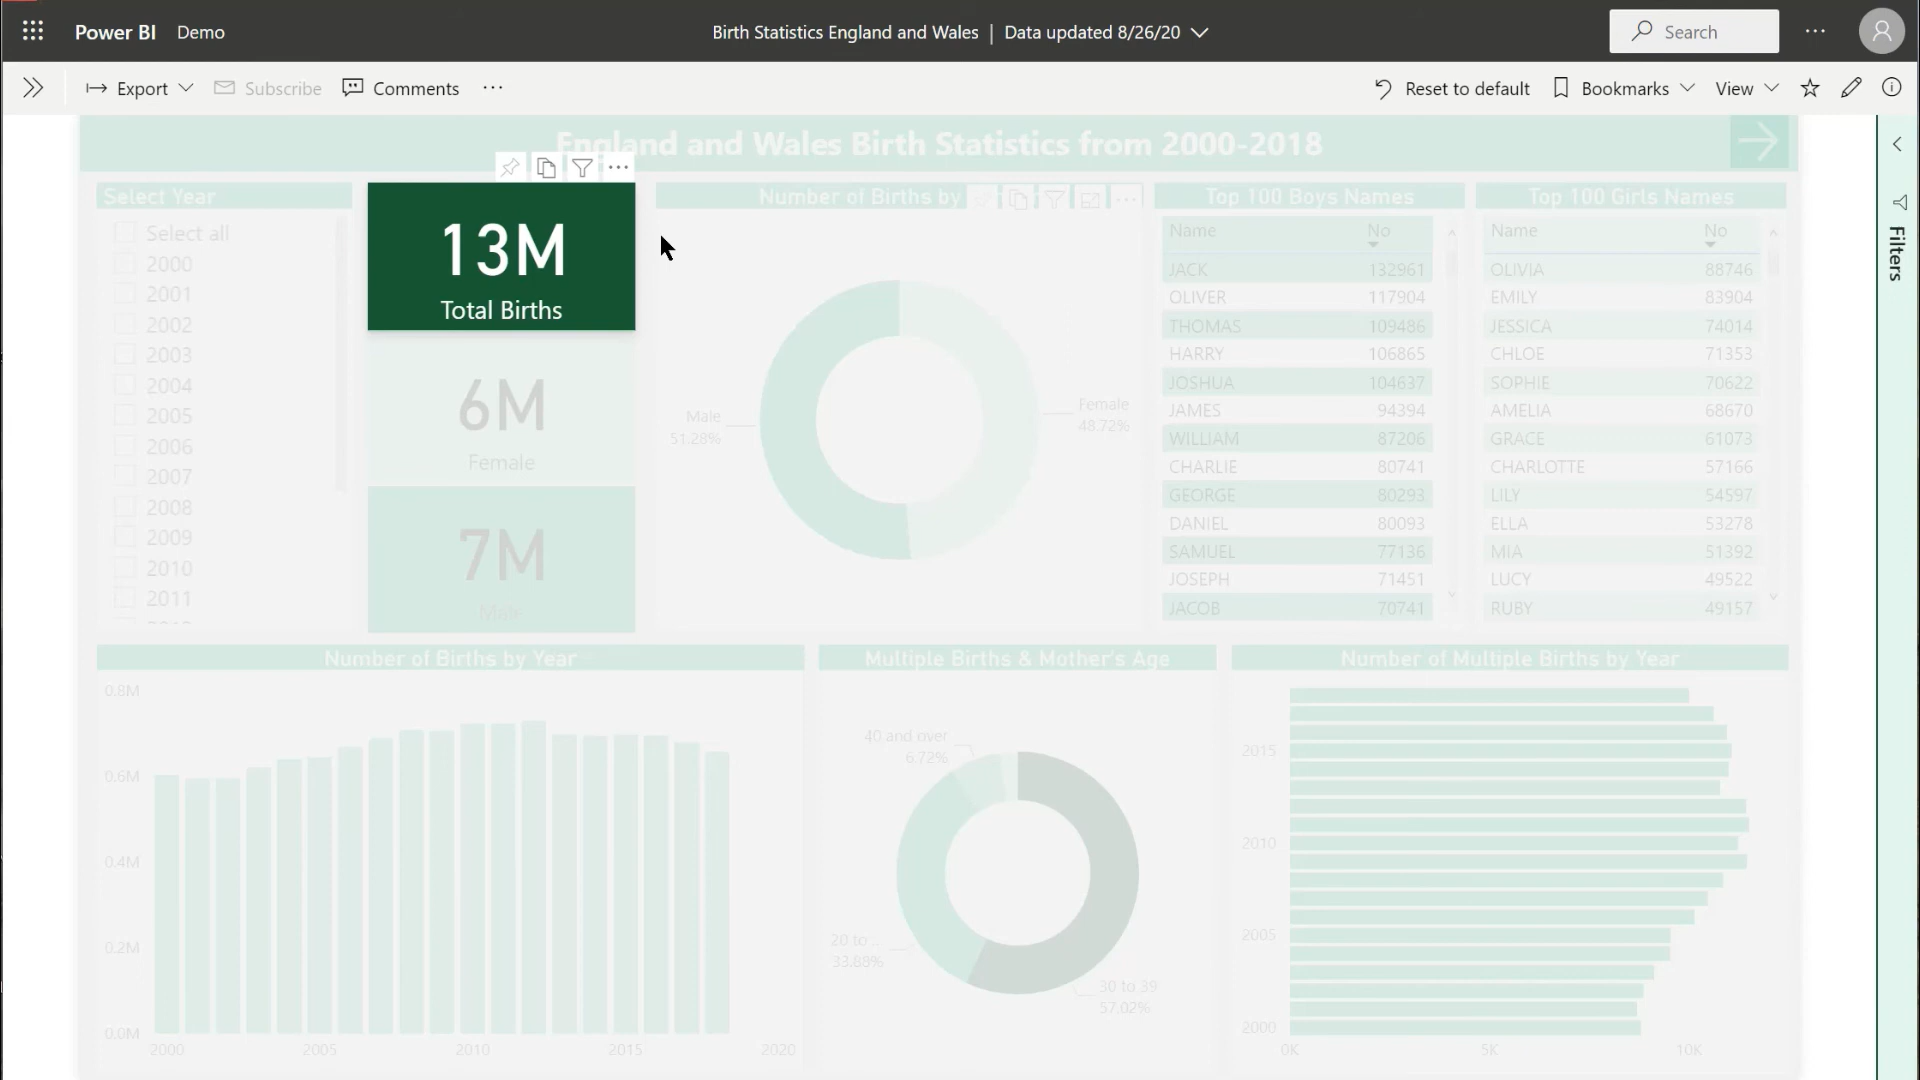 Power BI Demo
Birth Statistics England and Wales | Data updated 8/26/20
Search
Export
Subscribe
Comments
Reset to default
Bookmarks
View
England and Wales Birth Statistics from 2000-2018
Filters
Select Year
Select all
2000
2001
2002
2003
2004
2005
2006
2007
2008
2009
2010
2011
13M
Total Births
6M
Female
7M
Male
Number of Births by
Male
51.28%
Female
48.72%
Top 100 Boys Names
Name No
JACK 132961
OLIVER 117904
THOMAS 109486
HARRY 106865
JOSHUA 104637
JAMES 94394
WILLIAM 87206
CHARLIE 80741
GEORGE 80293
DANIEL 80093
SAMUEL 77136
JOSEPH 71451
JACOB 70741
Top 100 Girls Names
Name No
OLIVIA 88746
EMILY 83904
JESSICA 74014
CHLOE 71353
SOPHIE 70622
AMELIA 68670
GRACE 61073
CHARLOTTE 57166
LILY 54597
ELLA 53278
MIA 51392
LUCY 49522
RUBY 49157
Number of Births by Year
0.8M
0.6M
0.4M
0.2M
0.0M
2000 2005 2010 2015 2020
Multiple Births & Mother's Age
40 and over
6.72%
20 to ...
33.88%
30 to 39
57.02%
Number of Multiple Births by Year
2015
2010
2005
2000
0K 5K 10K